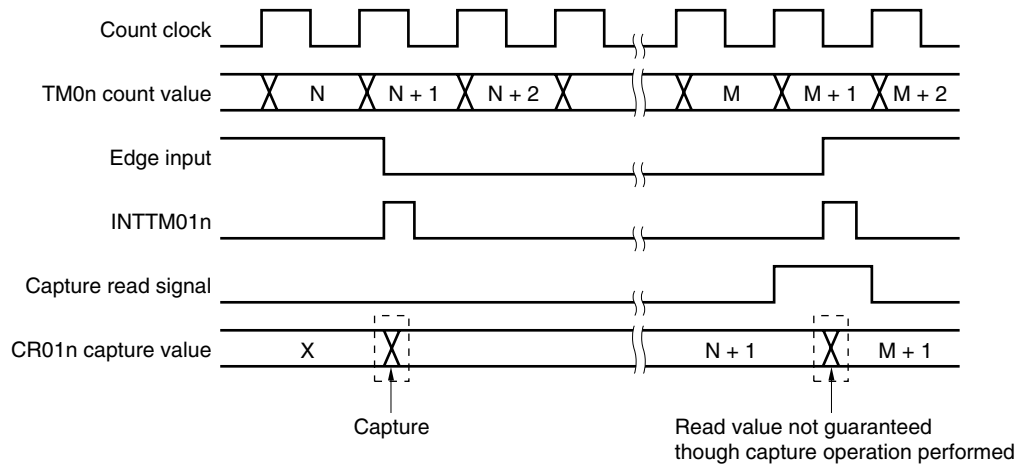 Count clock
TM0n count value
N
N + 1
N + 2
M
M + 1
M + 2
Edge input
INTTM01n
Capture read signal
CR01n capture value
X
N + 1
M + 1
Capture
Read value not guaranteed
though capture operation performed